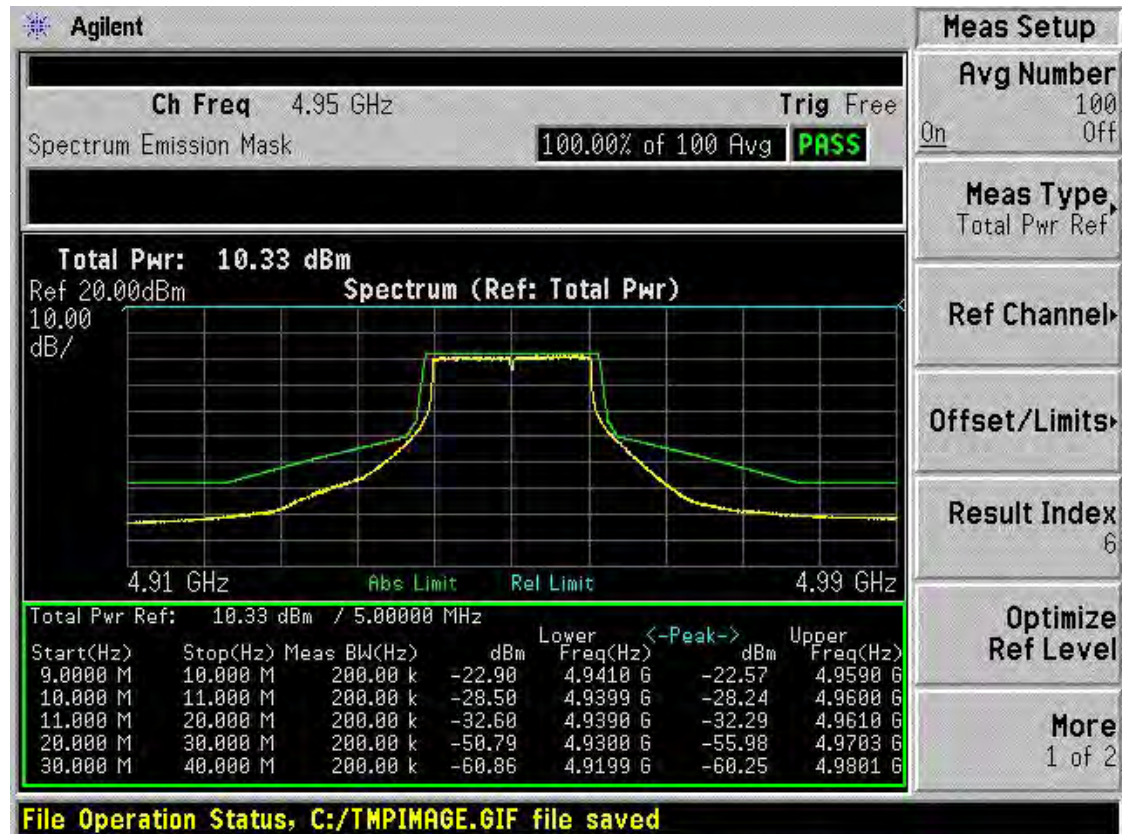 Agilent
Meas Setup
Ch Freq 4.95 GHz Trig Free
Spectrum Emission Mask 100.00% of 100 Avg PASS
Total Pwr: 10.33 dBm
Ref 20.00dBm Spectrum (Ref: Total Pwr)
10.00
dB/
4.91 GHz Abs Limit Rel Limit 4.99 GHz
Total Pwr Ref: 10.33 dBm / 5.00000 MHz
Lower <-Peak-> Upper
Start(Hz) Stop(Hz) Meas BW(Hz) dBm Freq(Hz) dBm Freq(Hz)
9.0000 M 10.000 M 200.00 k -22.90 4.9410 G -22.57 4.9590 G
10.000 M 11.000 M 200.00 k -28.50 4.9399 G -28.24 4.9600 G
11.000 M 20.000 M 200.00 k -32.60 4.9390 G -32.29 4.9610 G
20.000 M 30.000 M 200.00 k -50.79 4.9300 G -55.98 4.9703 G
30.000 M 40.000 M 200.00 k -60.86 4.9199 G -60.25 4.9801 G
Avg Number
100
On Off
Meas Type
Total Pwr Ref
Ref Channel
Offset/Limits
Result Index
6
Optimize
Ref Level
More
1 of 2
File Operation Status, C:/TMPIMAGE.GIF file saved